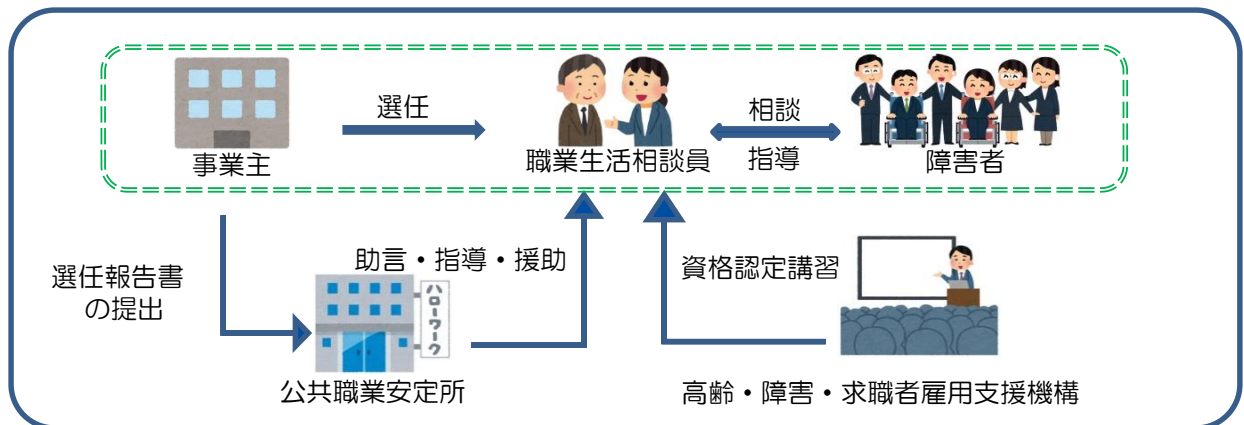 選任
相談
指導
事業主
職業生活相談員
障害者
選任報告書
の提出
助言・指導・援助
資格認定講習
ハローワーク
公共職業安定所
高齢・障害・求職者雇用支援機構